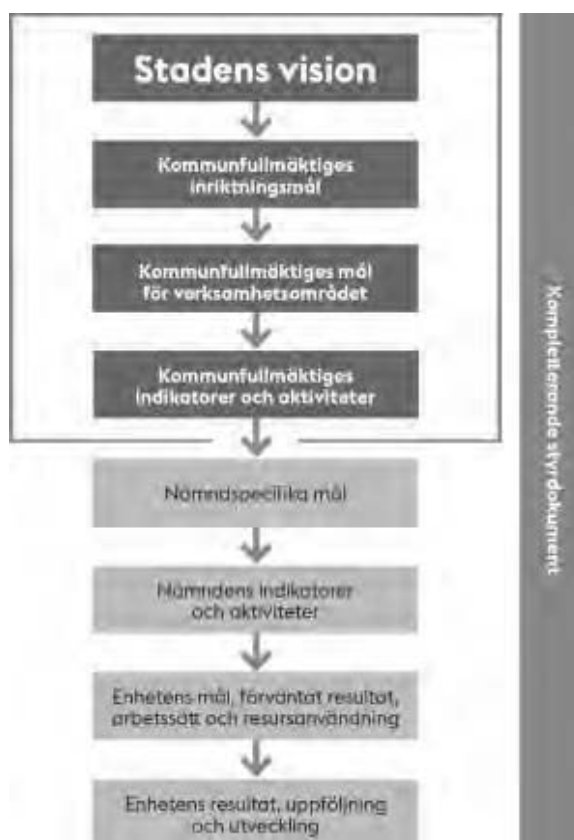 Stadens vision
Kommunfullmäktiges
inriktningsmål
Kommunfullmäktiges mål
för verksamhetsområdet
Kommunfullmäktiges
indikatorer och aktiviteter
Nämndspecifika mål
Nämndens indikatorer
och aktiviteter
Enhetens mål, förväntat resultat,
arbetssätt och resursanvändning
Enhetens resultat, uppföljning
och utveckling
Kompletterande styrdokument